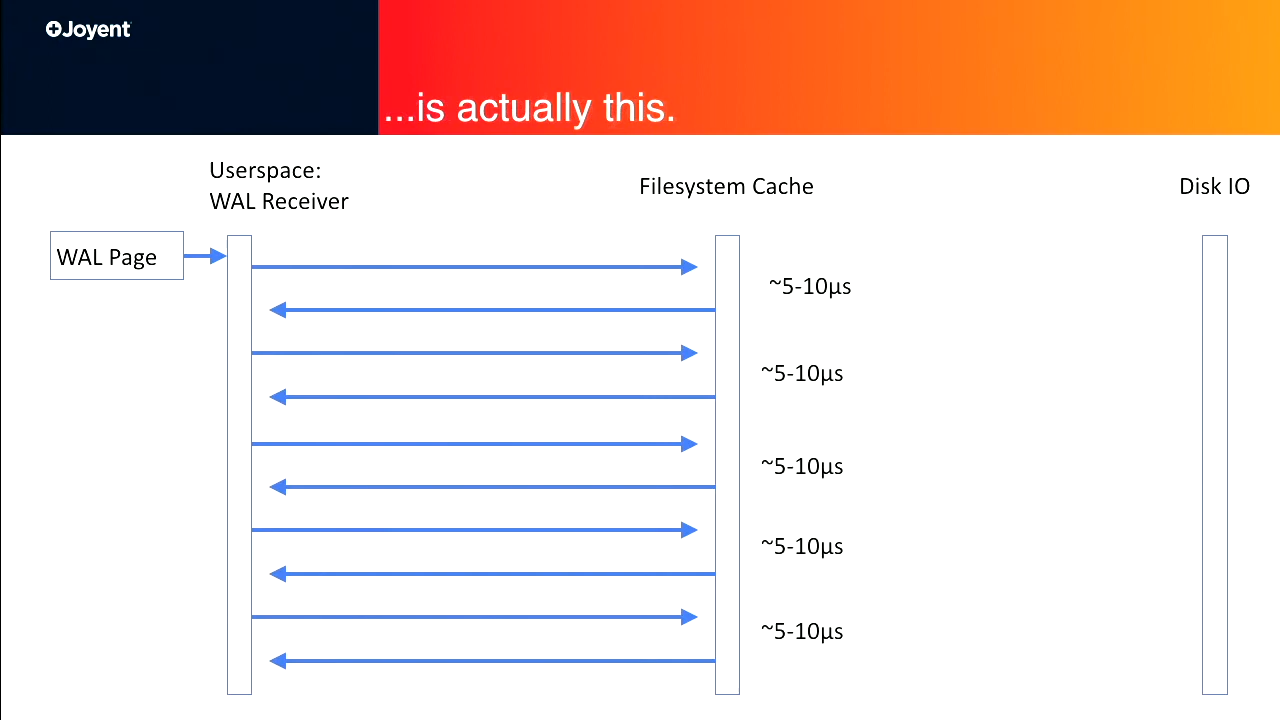 Joyent
...is actually this.
Userspace:
WAL Receiver
Filesystem Cache
Disk IO
WAL Page
~5-10µs
~5-10µs
~5-10µs
~5-10µs
~5-10µs